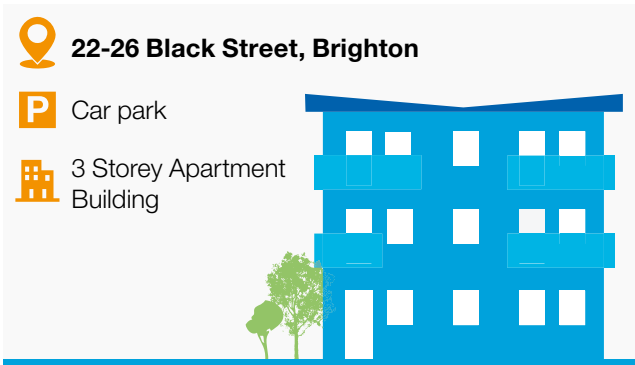 22-26 Black Street, Brighton
P
Car park
3 Storey Apartment
Building